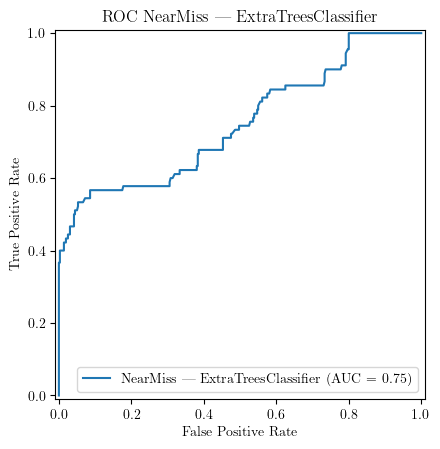 ROC NearMiss — ExtraTreesClassifier
1.0
0.8
0.6
0.4
0.2
0.0
True Positive Rate
NearMiss — ExtraTreesClassifier (AUC = 0.75)
0.0 0.2 0.4 0.6 0.8 1.0
False Positive Rate